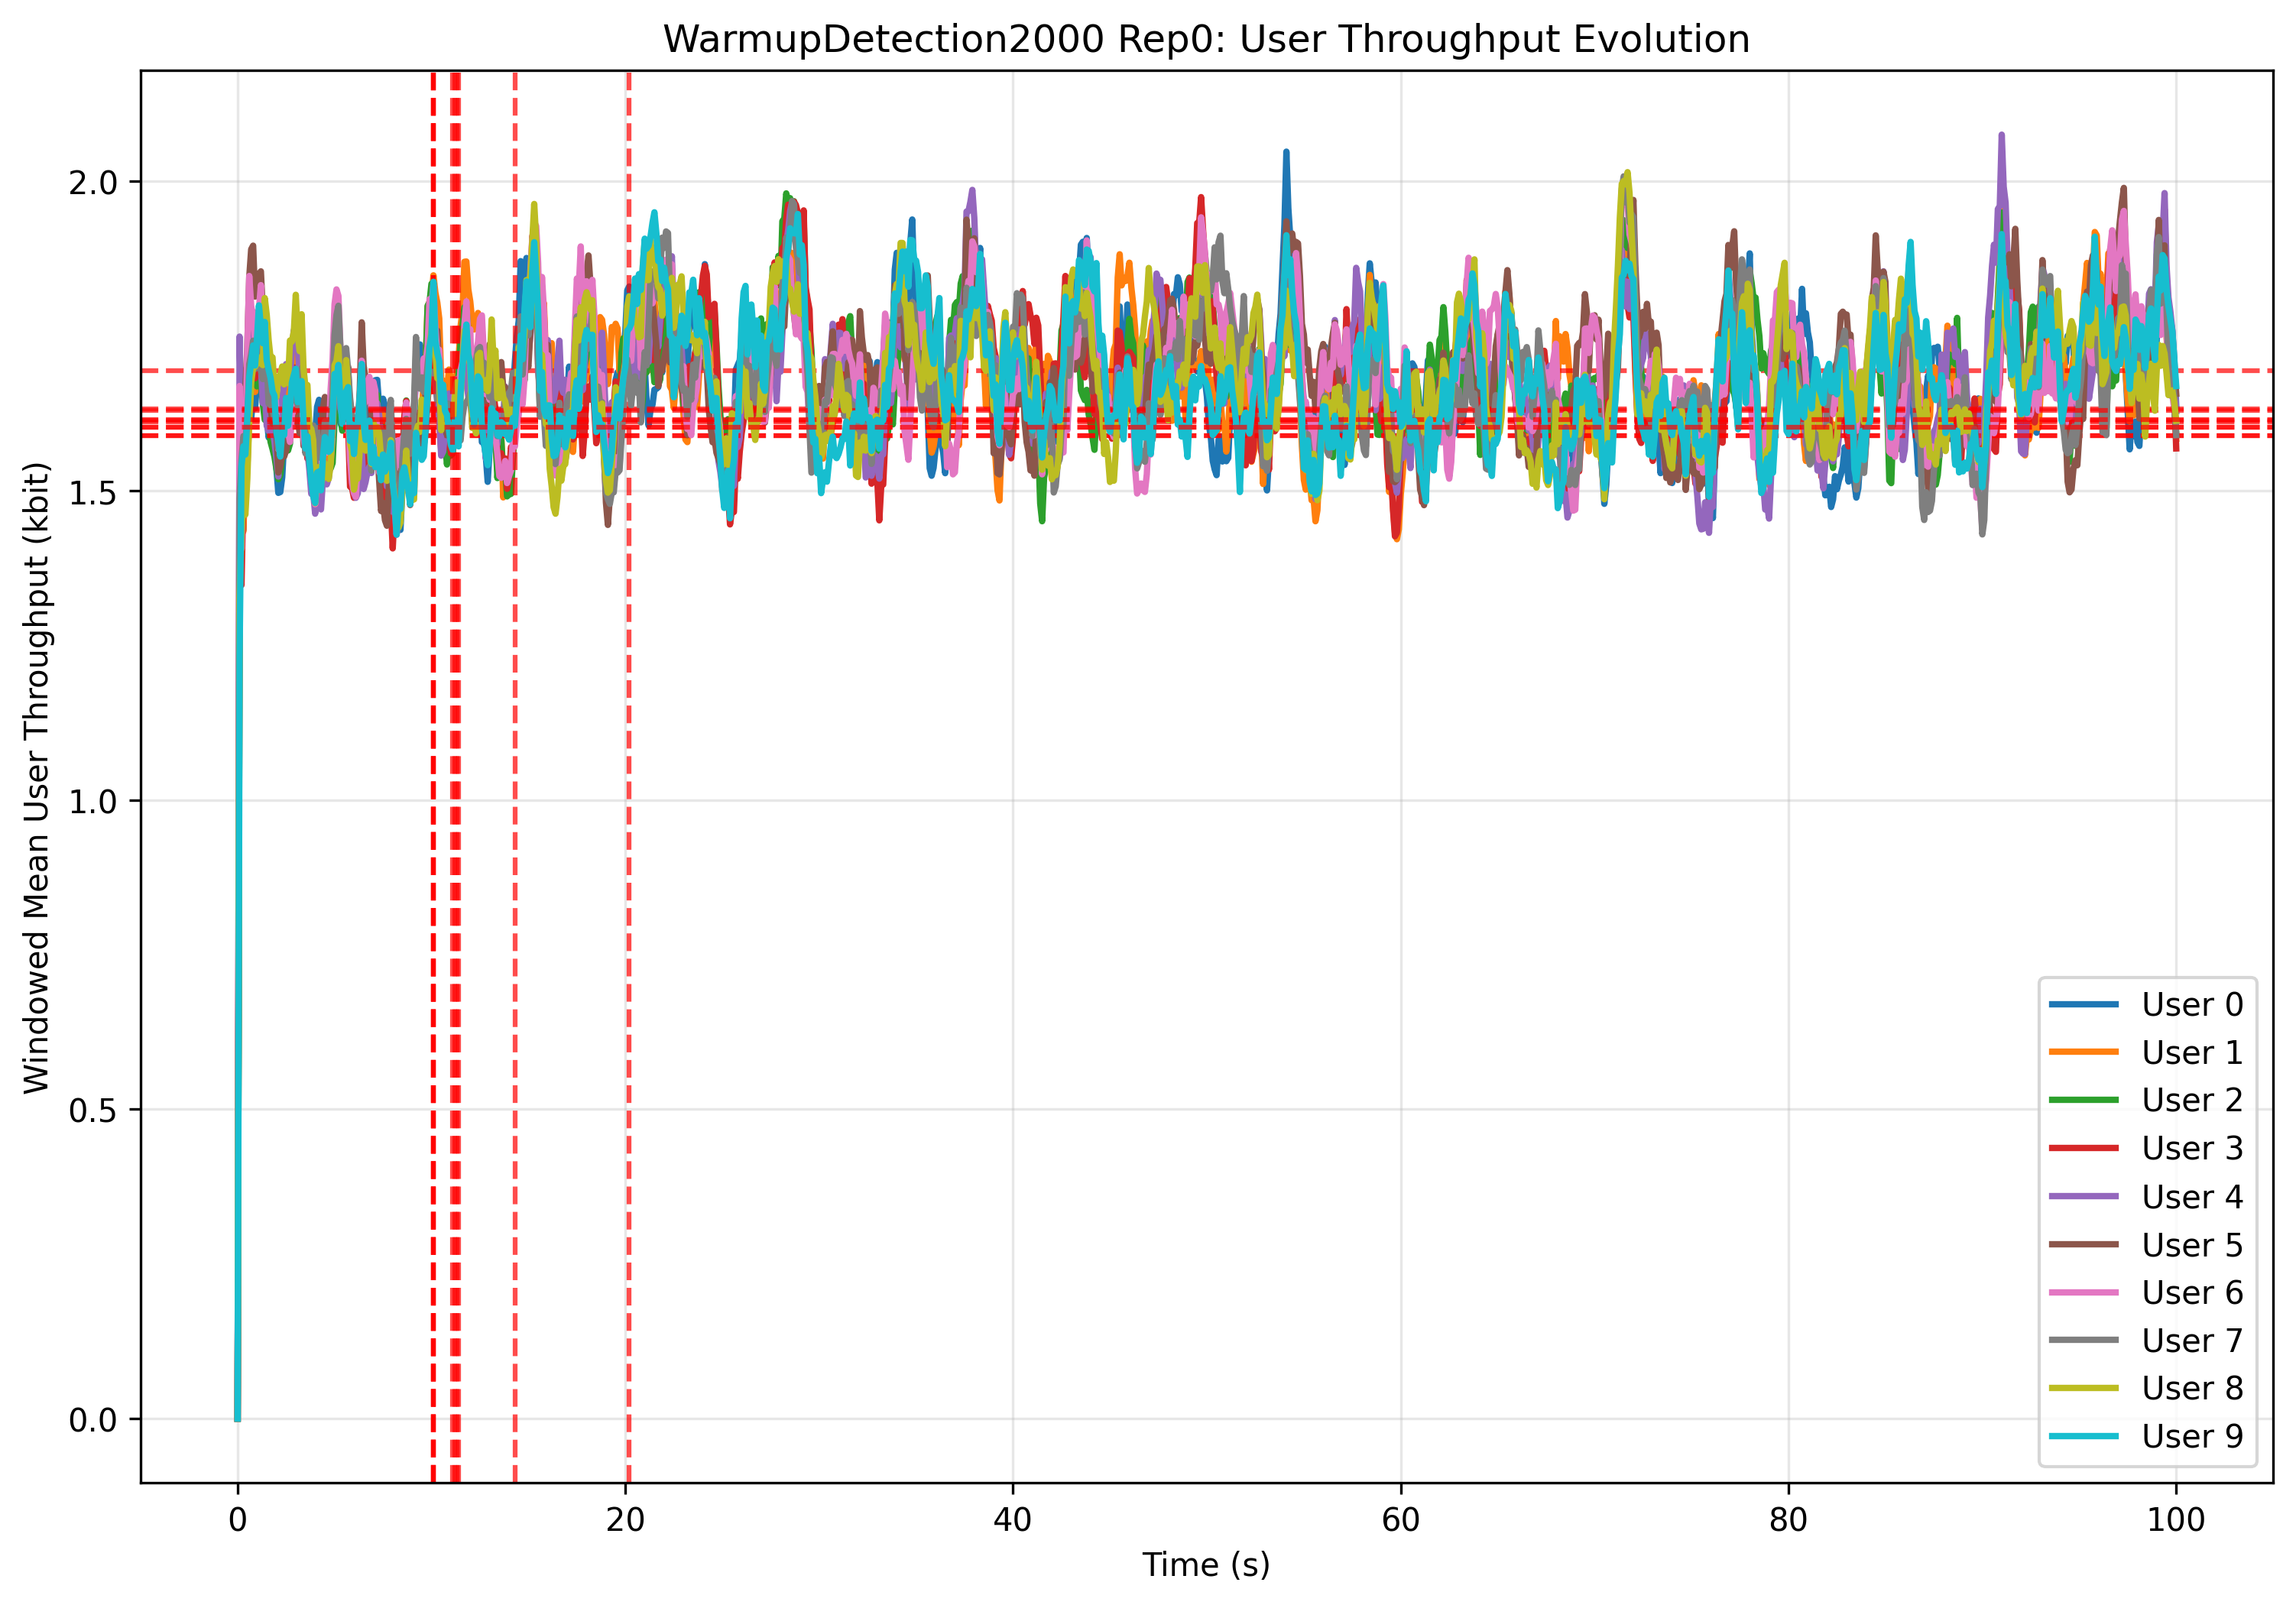 WarmupDetection2000 Rep0: User Throughput Evolution
Windowed Mean User Throughput (kbit)
2.0
1.5
1.0
0.5
0.0
0 20 40 60 80 100
Time (s)
User 0
User 1
User 2
User 3
User 4
User 5
User 6
User 7
User 8
User 9